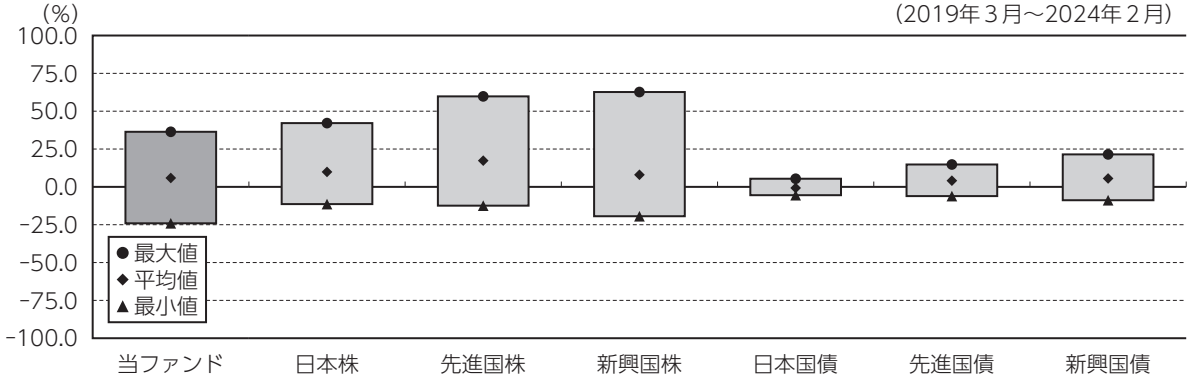 (%)
(2019年３月～2024年２月)
100.0
75.0
50.0
25.0
0.0
-25.0
-50.0
-75.0
-100.0
● 最大値
◆ 平均値
▲ 最小値
当ファンド 日本株 先進国株 新興国株 日本国債 先進国債 新興国債